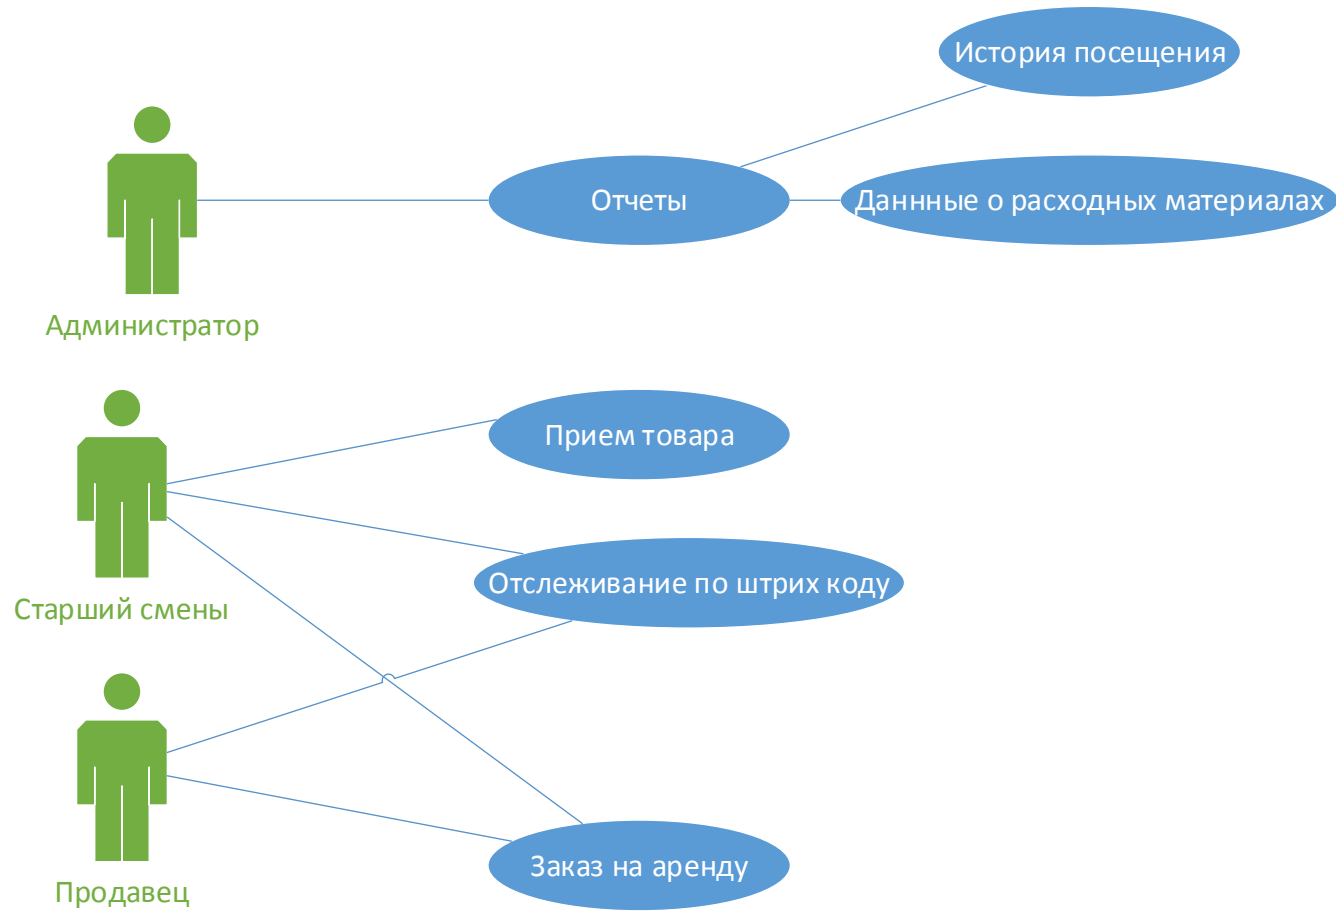 История посещения
Отчеты
Даннные о расходных материалах
Администратор
Прием товара
Отслеживание по штрих коду
Старший смены
Заказ на аренду
Продавец